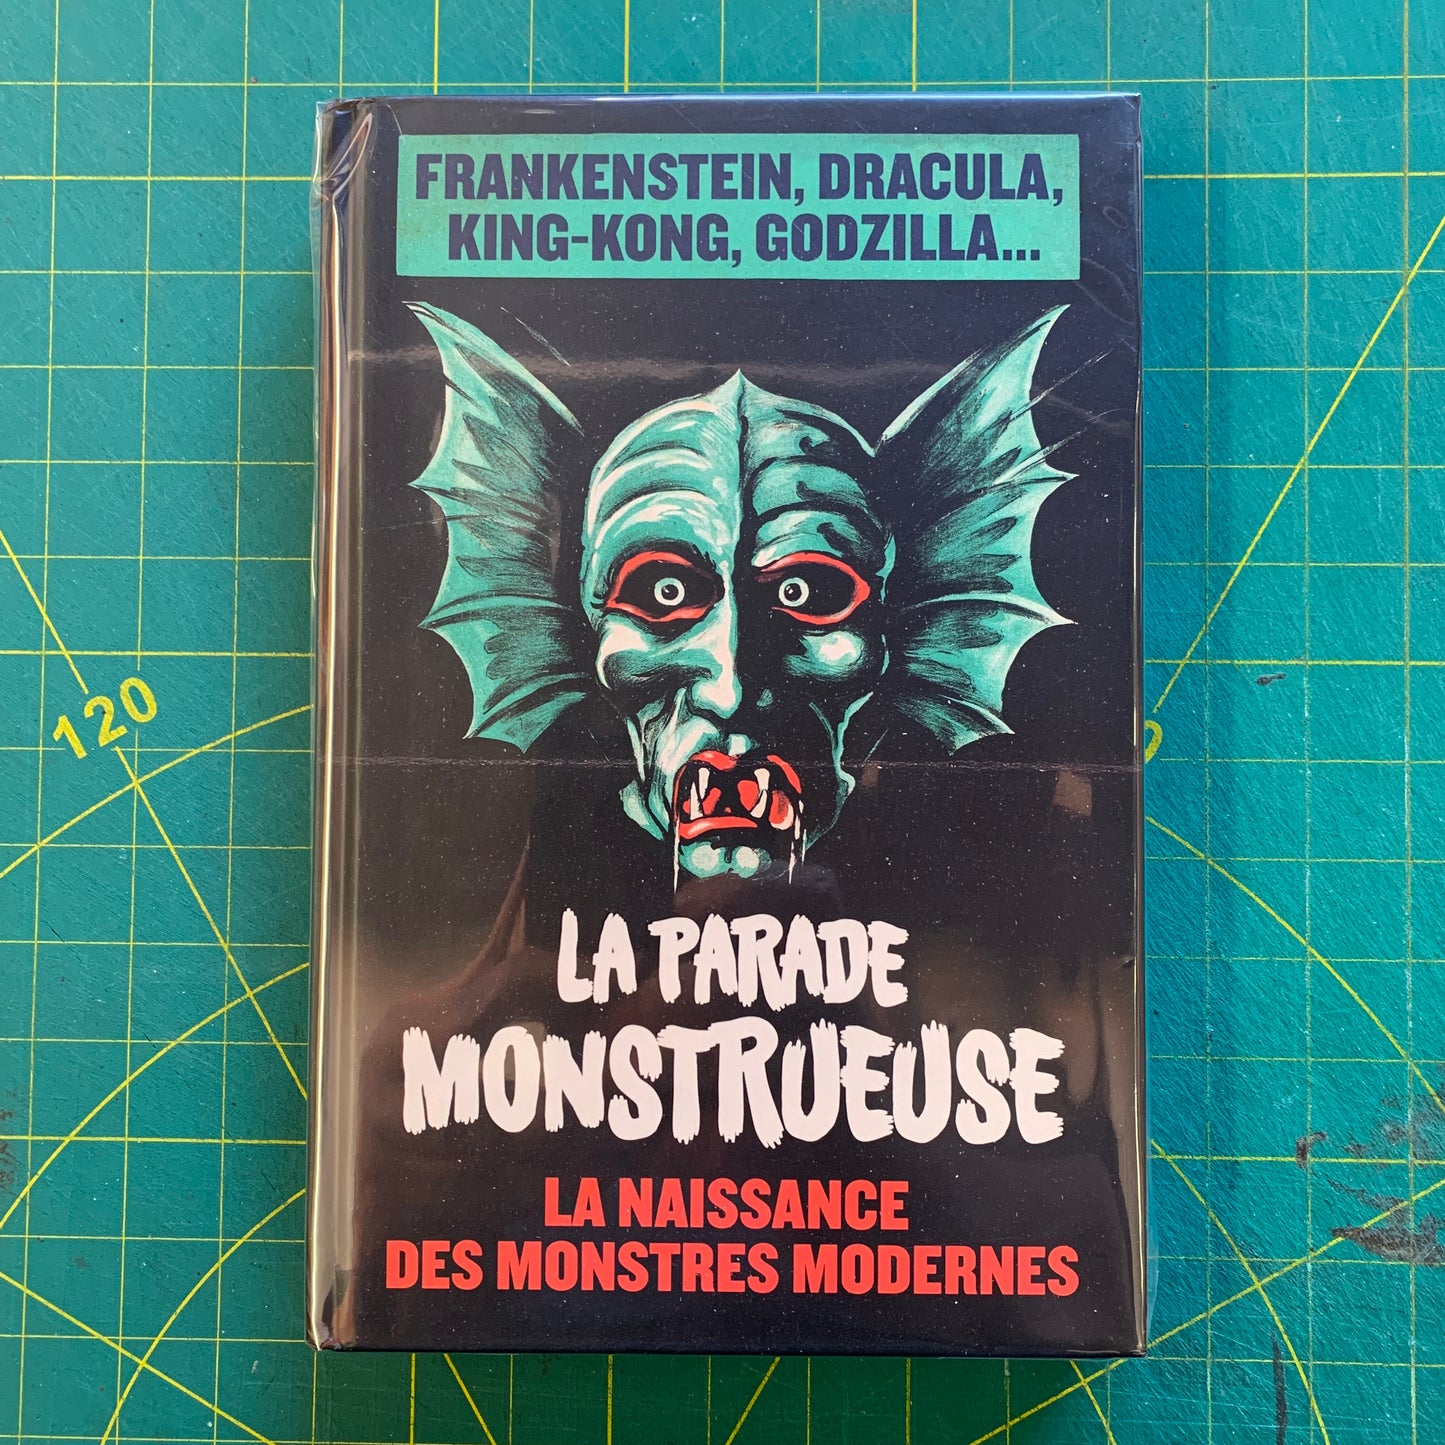 FRANKENSTEIN, DRACULA,
KING-KONG, GODZILLA...
120
LA PARADE
MONSTRUEUSE
LA NAISSANCE
DES MONSTRES MODERNES